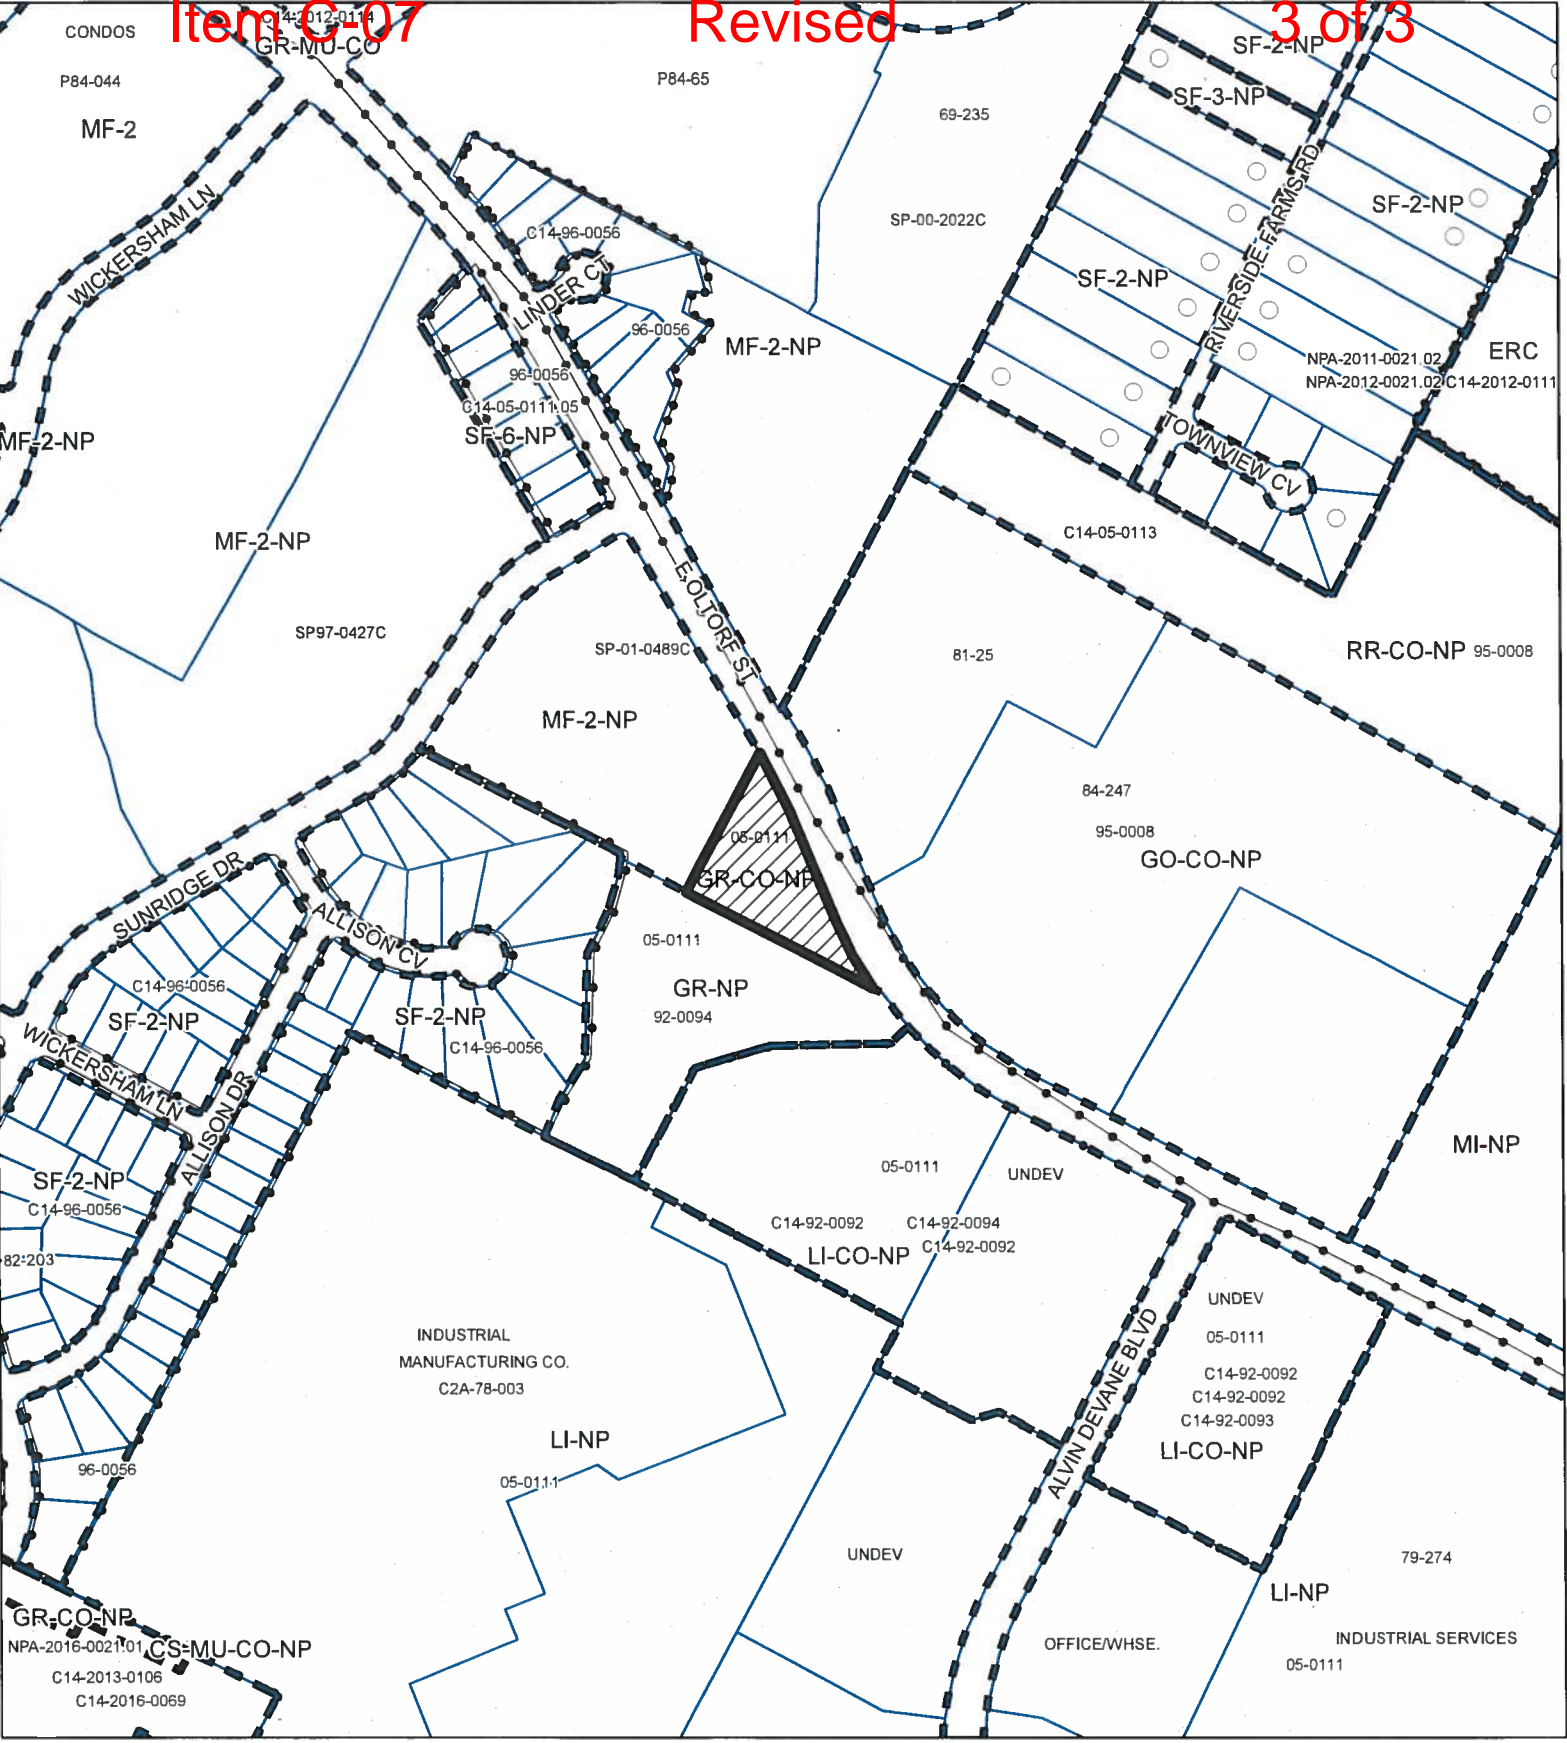 Item C-07
Revised
3 of 3
C14-2012-0114
CONDOS
GR-MU-CO
SF-2-NP
P84-044
P84-65
SF-3-NP
MF-2
69-235
WICKERSHAM LN
RIVERSIDE FARMS RD
SF-2-NP
C14-96-0056
SP-00-2022C
LINDER CT
SF-2-NP
96-0056
MF-2-NP
NPA-2011-0021.02
ERC
NPA-2012-0021.02 C14-2012-0111
96-0056
C14-05-0111.05
SF-6-NP
MF-2-NP
TOWNVIEW CV
MF-2-NP
C14-05-0113
E OLTORF ST
SP97-0427C
SP-01-0489C
81-25
RR-CO-NP 95-0008
MF-2-NP
84-247
95-0008
05-0111
GO-CO-NP
GR-CO-NP
SUNRIDGE DR
ALLISON CV
05-0111
C14-96-0056
GR-NP
SF-2-NP
SF-2-NP
92-0094
C14-96-0056
WICKERSHAM LN
ALLISON DR
MI-NP
SF-2-NP
05-0111
UNDEV
C14-96-0056
C14-92-0092
C14-92-0094
LI-CO-NP
C14-92-0092
82-203
UNDEV
INDUSTRIAL
MANUFACTURING CO.
C2A-78-003
05-0111
ALVIN DEVANE BLVD
C14-92-0092
C14-92-0092
C14-92-0093
LI-NP
LI-CO-NP
96-0056
05-0111
UNDEV
79-274
LI-NP
GR-CO-NP
NPA-2016-0021.01
CS-MU-CO-NP
OFFICE/WHSE.
INDUSTRIAL SERVICES
C14-2013-0106
05-0111
C14-2016-0069